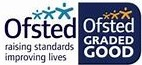 Ofsted
raising standards
improving lives
Ofsted
GRADED
GOOD